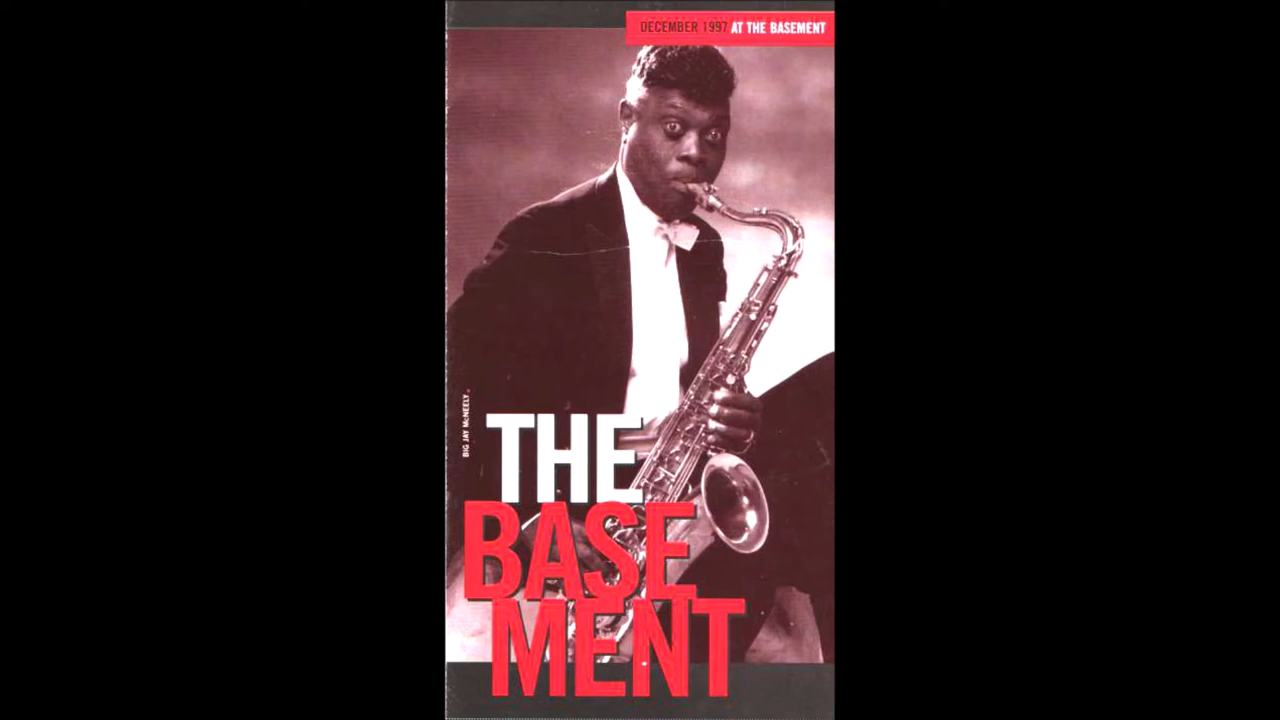 DECEMBER 1997 AT THE BASEMENT
BIG JAY McNEELY.
THE
BASE
MENT